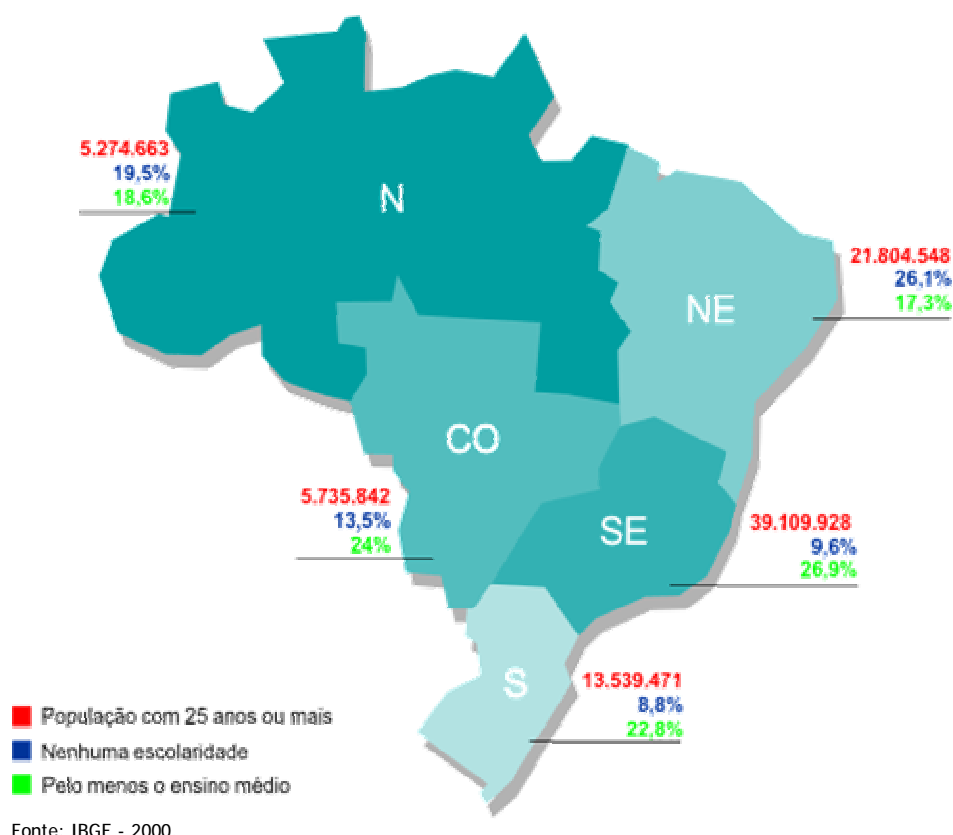 5.274.663
19,5%
18,6%
N
21.804.548
26,1%
17,3%
NE
CO
5.735.842
13,5%
24%
SE
39.109.928
9,6%
26,9%
S
13.539.471
8,8%
22,8%
População com 25 anos ou mais
Nenhuma escolaridade
Pelo menos o ensino médio
Fonte: IBGE - 2000